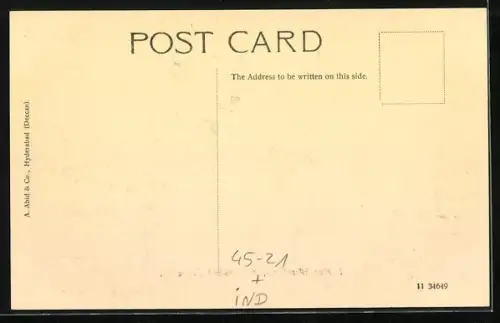 POST CARD
The Address to be written on this side.
A. Abid & Co., Hyderabad (Deccan).
45-21
+
IND
11 34649